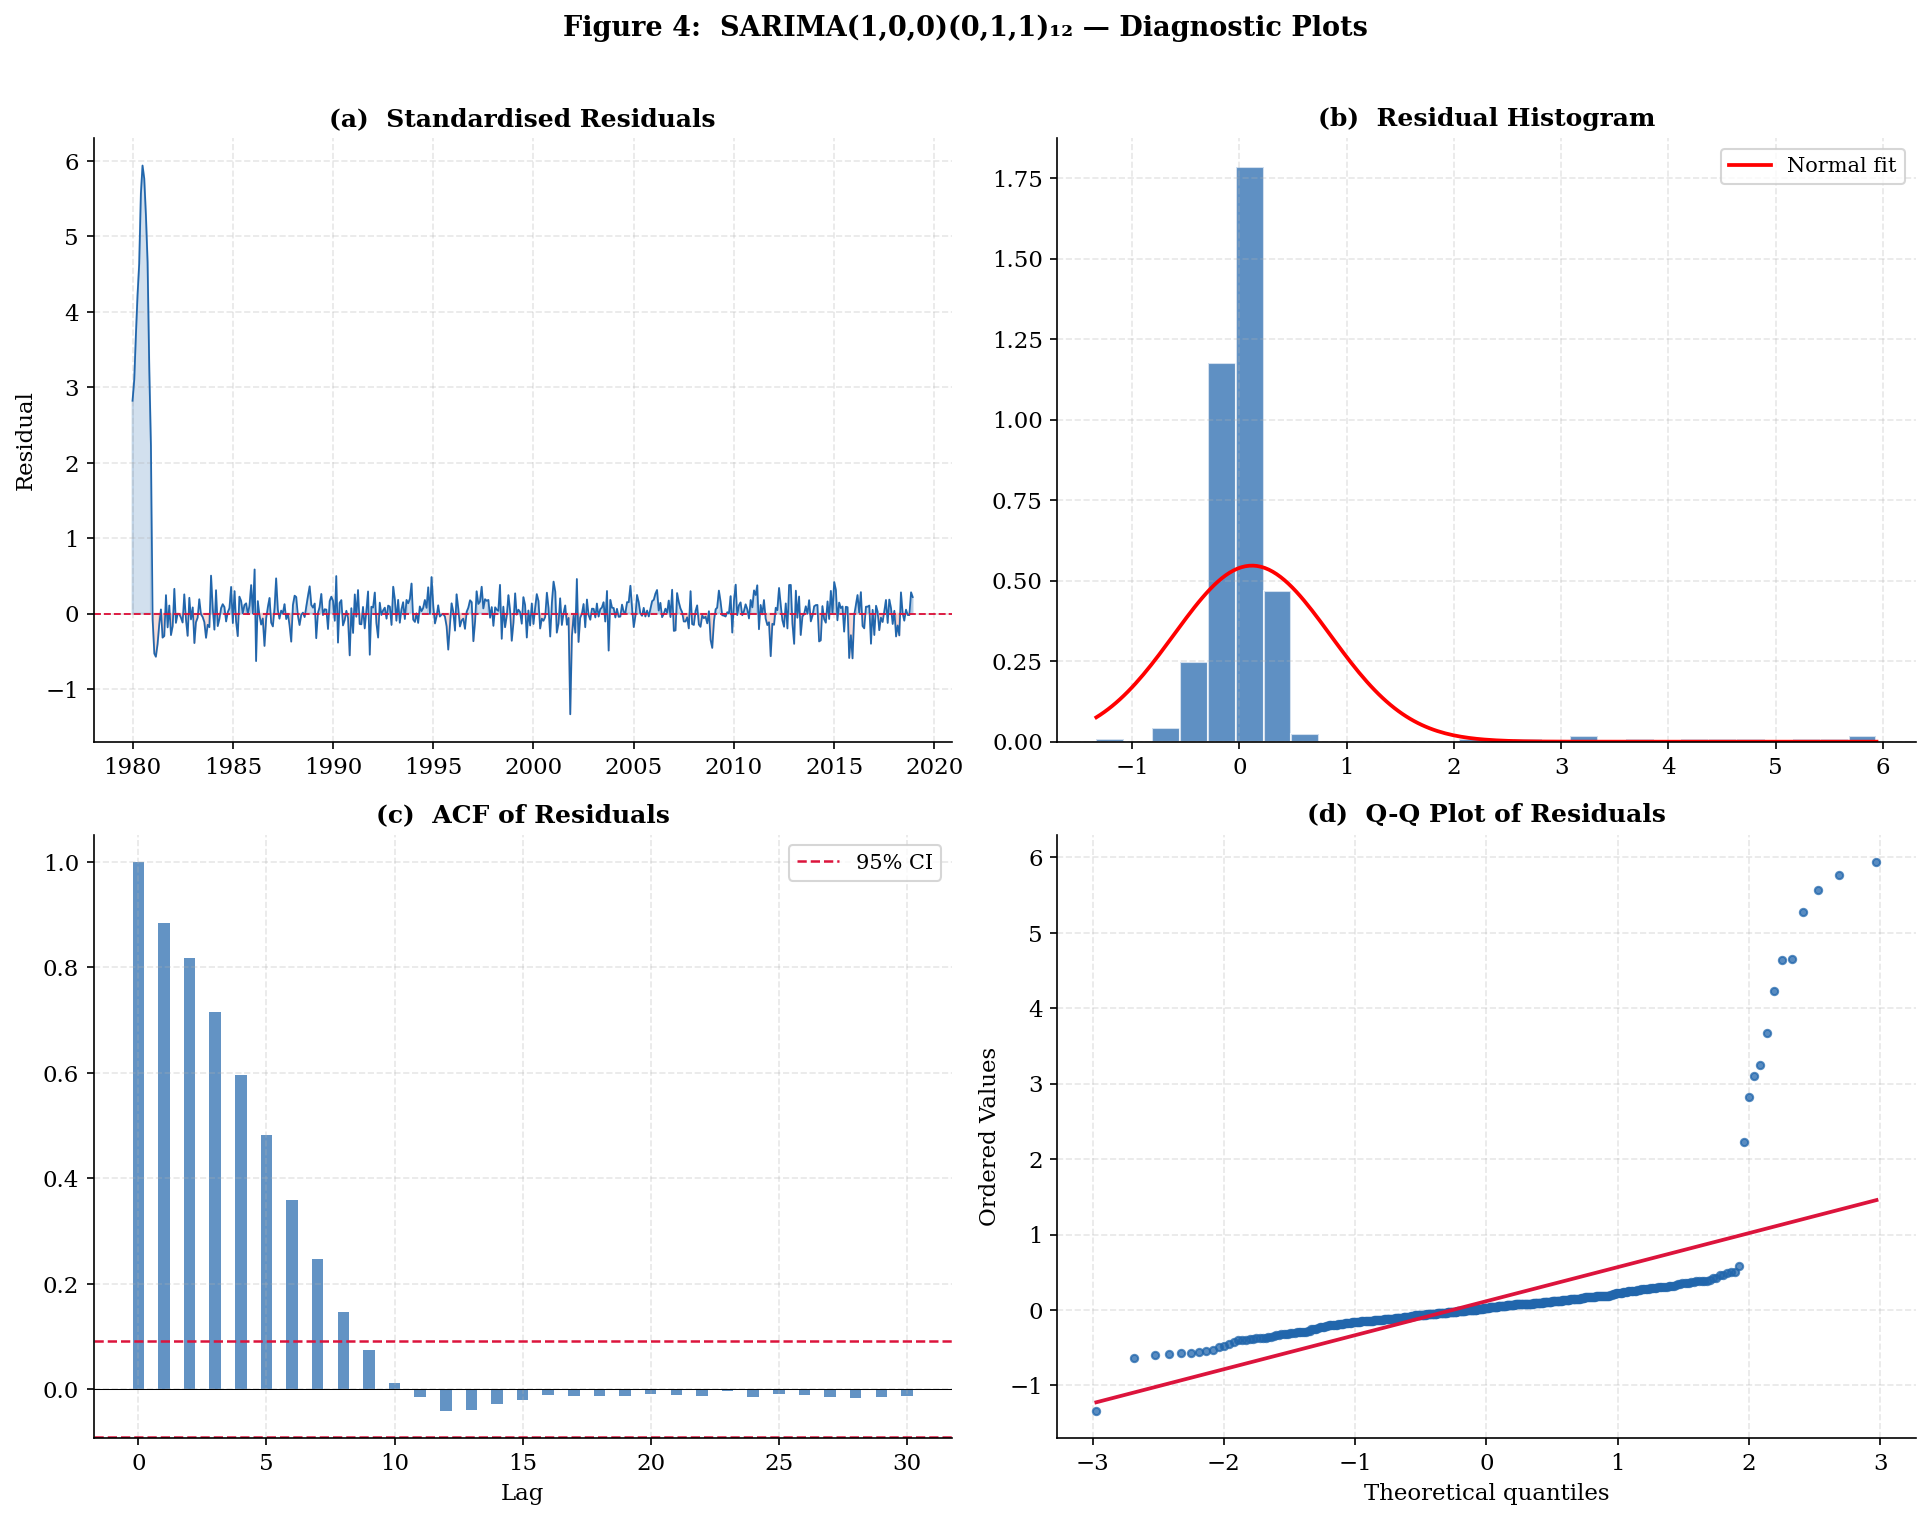 Figure 4:  SARIMA(1,0,0)(0,1,1)₁₂ — Diagnostic Plots
(a)  Standardised Residuals
Residual
6
5
4
3
2
1
0
−1
1980 1985 1990 1995 2000 2005 2010 2015 2020
(b)  Residual Histogram
Normal fit
1.75
1.50
1.25
1.00
0.75
0.50
0.25
0.00
−1 0 1 2 3 4 5 6
(c)  ACF of Residuals
95% CI
1.0
0.8
0.6
0.4
0.2
0.0
0 5 10 15 20 25 30
Lag
(d)  Q-Q Plot of Residuals
Ordered Values
6
5
4
3
2
1
0
−1
−3 −2 −1 0 1 2 3
Theoretical quantiles